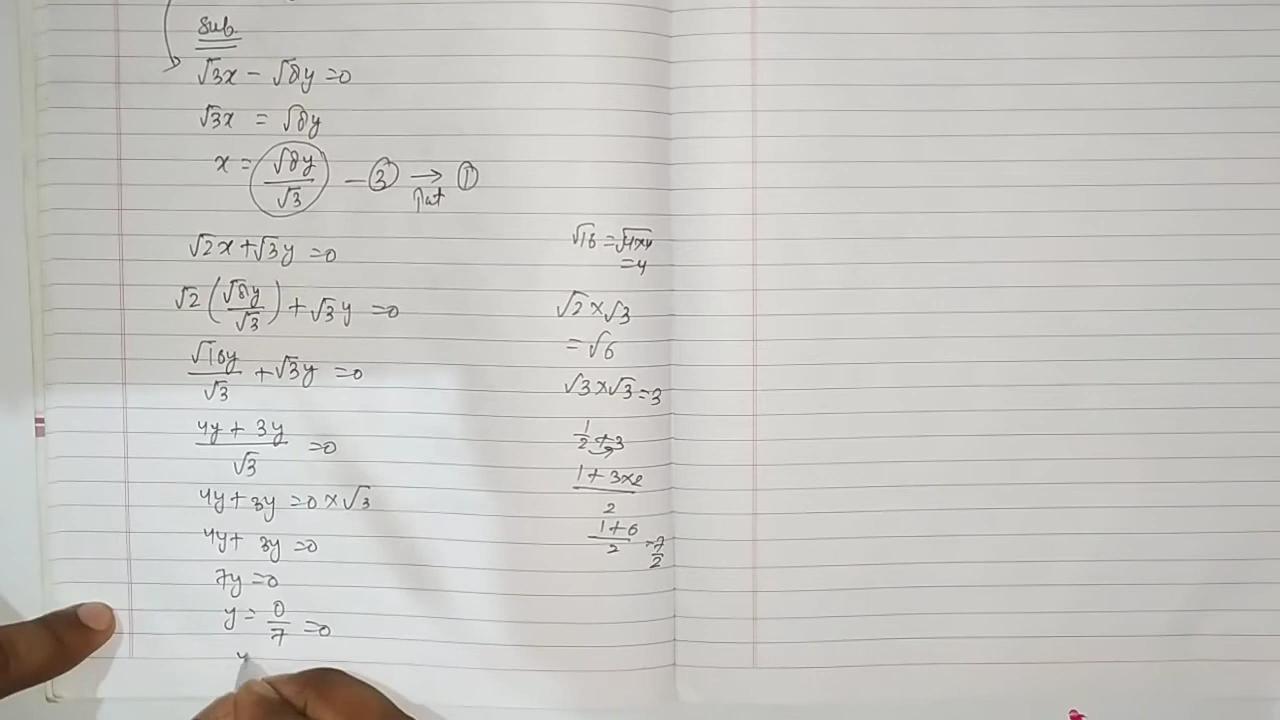 Sub
√3x - √8y = 0
√3x = √8y
x = √8y/√3 - ③ → ① Put
√2x + √3y = 0
√2(√8y/√3) + √3y = 0
√16y/√3 + √3y = 0
4y + 3y/√3 = 0
4y + 3y = 0 × √3
4y + 3y = 0
7y = 0
y = 0/7 = 0
y
√16 = √4×4
= 4
√2 × √3
= √6
√3 × √3 = 3
1/2 + 3
1 + 3×2/2
1 + 6/2 = 7/2